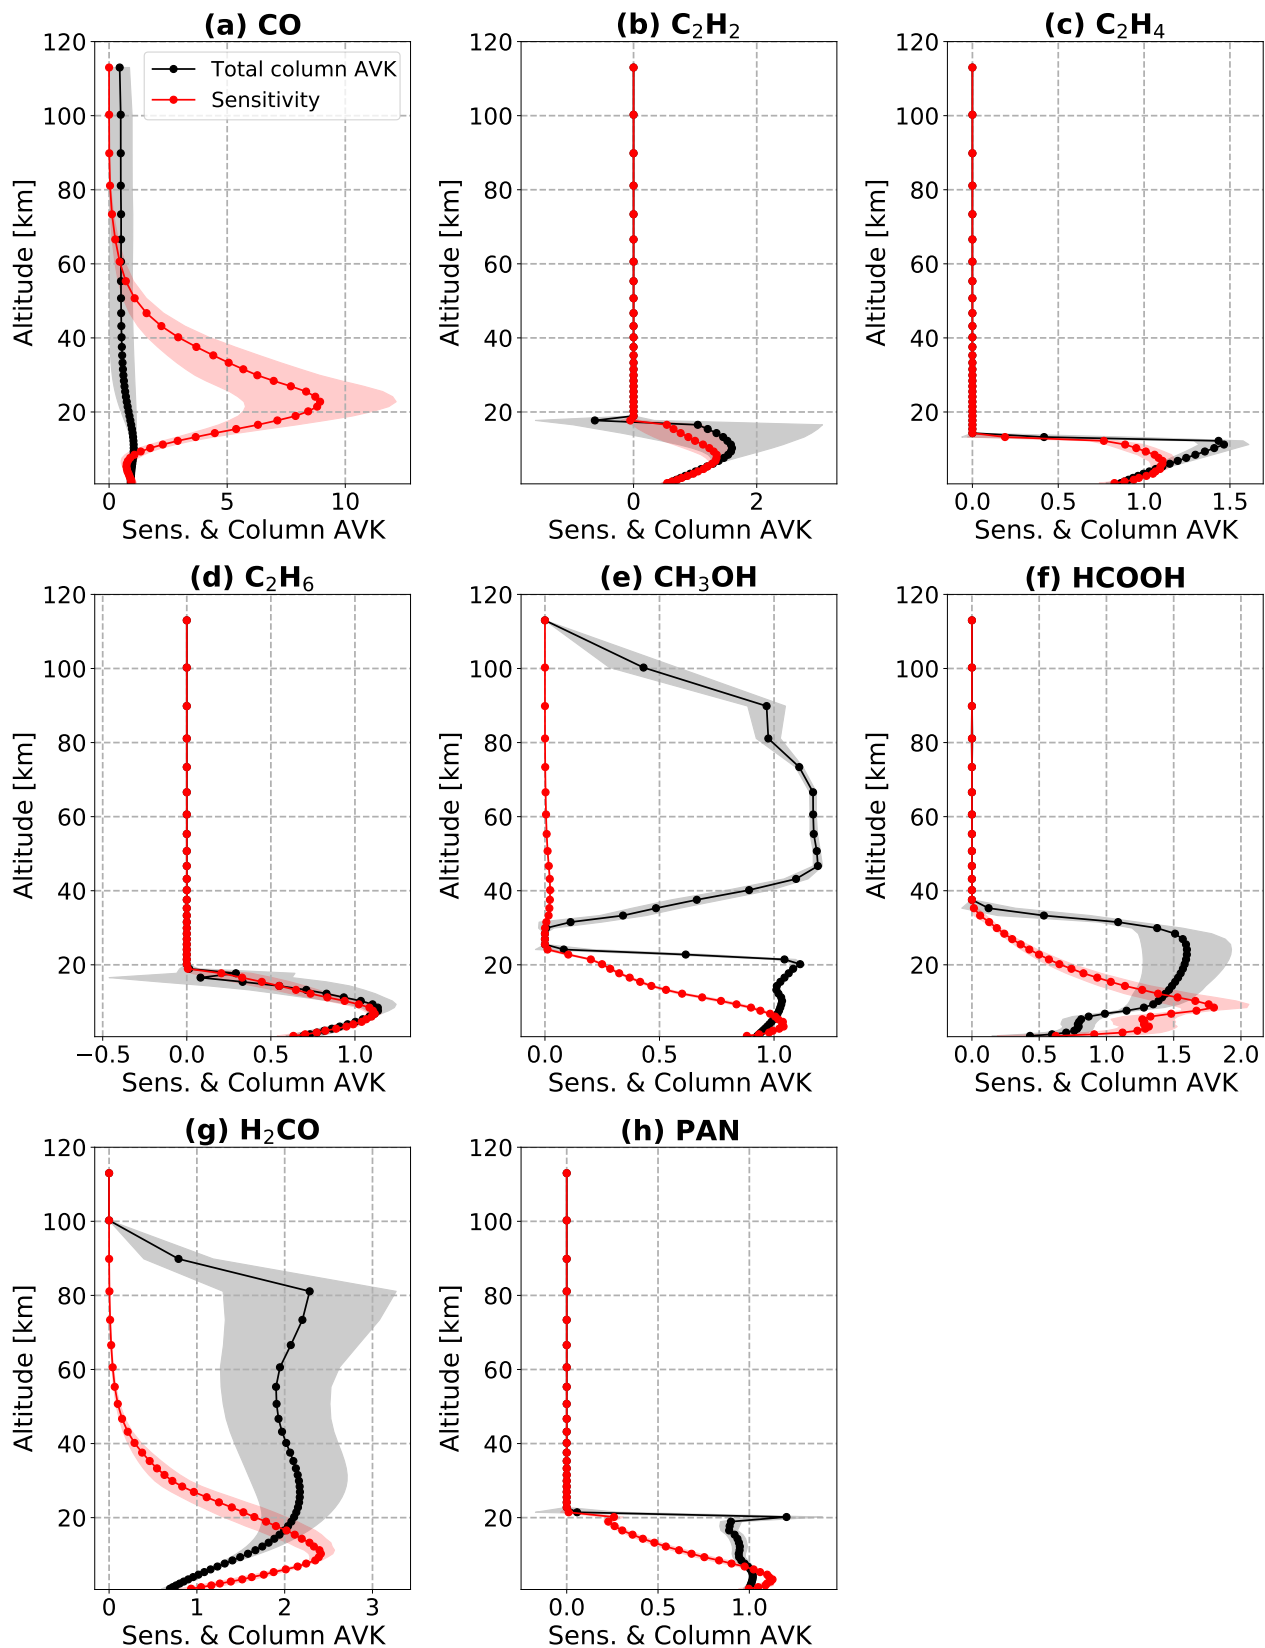 (a) CO
Total column AVK
Sensitivity
Altitude [km]
120
100
80
60
40
20
0 5 10
Sens. & Column AVK
(b) C₂H₂
Altitude [km]
120
100
80
60
40
20
0 2
Sens. & Column AVK
(c) C₂H₄
Altitude [km]
120
100
80
60
40
20
0.0 0.5 1.0 1.5
Sens. & Column AVK
(d) C₂H₆
Altitude [km]
120
100
80
60
40
20
−0.5 0.0 0.5 1.0
Sens. & Column AVK
(e) CH₃OH
Altitude [km]
120
100
80
60
40
20
0.0 0.5 1.0
Sens. & Column AVK
(f) HCOOH
Altitude [km]
120
100
80
60
40
20
0.0 0.5 1.0 1.5 2.0
Sens. & Column AVK
(g) H₂CO
Altitude [km]
120
100
80
60
40
20
0 1 2 3
Sens. & Column AVK
(h) PAN
Altitude [km]
120
100
80
60
40
20
0.0 0.5 1.0
Sens. & Column AVK